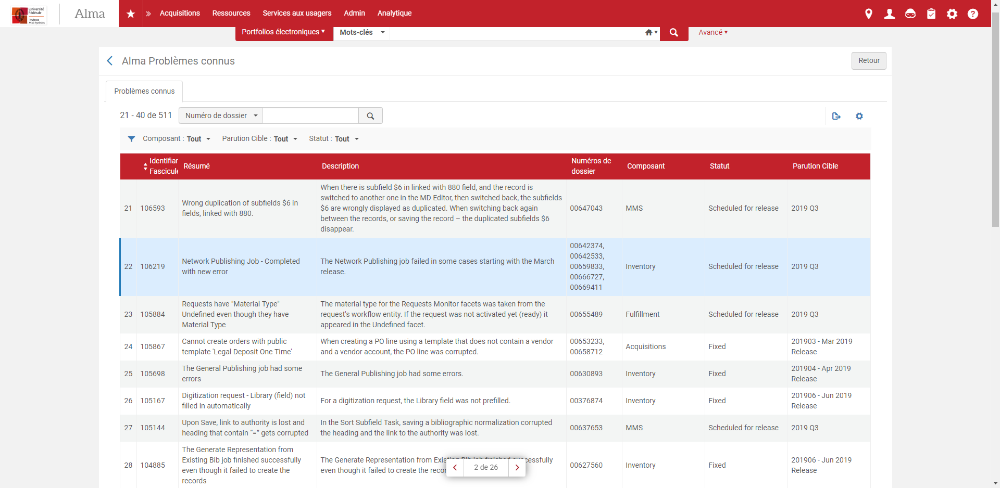 Université
Fédérale
Toulouse
Midi-Pyrénées
Alma
Acquisitions Ressources Services aux usagers Admin Analytique
Portfolios électroniques Mots-clés Avancé
Alma Problèmes connus Retour
Problèmes connus
21 - 40 de 511 Numéro de dossier
Composant : Tout Parution Cible : Tout Statut : Tout
Identifian
Fascicule
Résumé
Description
Numéros de
dossier
Composant
Statut
Parution Cible
21
106593
Wrong duplication of subfields $6 in
fields, linked with 880.
When there is subfield $6 in linked with 880 field, and the record is
switched to another one in the MD Editor, then switched back, the subfields
$6 are wrongly displayed as duplicated. When switching back again
between the records, or saving the record – the duplicated subfields $6
disappear.
00647043
MMS
Scheduled for release
2019 Q3
22
106219
Network Publishing Job - Completed
with new error
The Network Publishing job failed in some cases starting with the March
release.
00642374,
00642533,
00659833,
00666727,
00669411
Inventory
Scheduled for release
2019 Q3
23
105884
Requests have "Material Type"
Undefined even though they have
Material Type
The material type for the Requests Monitor facets was taken from the
request's workflow entity. If the request was not activated yet (ready) it
appeared in the Undefined facet.
00655489
Fulfillment
Scheduled for release
2019 Q3
24
105867
Cannot create orders with public
template 'Legal Deposit One Time'
When creating a PO line using a template that does not contain a vendor
and a vendor account, the PO line was corrupted.
00653233,
00658712
Acquisitions
Fixed
201903 - Mar 2019
Release
25
105698
The General Publishing job had some
errors
The General Publishing job had some errors.
00630893
Inventory
Fixed
201904 - Apr 2019
Release
26
105167
Digitization request - Library (field) not
filled in automatically
For a digitization request, the Library field was not prefilled.
00376874
Inventory
Fixed
201906 - Jun 2019
Release
27
105144
Upon Save, link to authority is lost and
heading that contain “=” gets corrupted
In the Sort Subfield Task, saving a bibliographic normalization corrupted
the heading and the link to the authority was lost.
00637653
MMS
Scheduled for release
2019 Q3
28
104885
The Generate Representation from
Existing Bib job finished successfully
even though it failed to create the
records
The Generate Representation from Existing Bib job finished successfully
even though it failed to create the
00627560
Inventory
Fixed
201906 - Jun 2019
Release
2 de 26